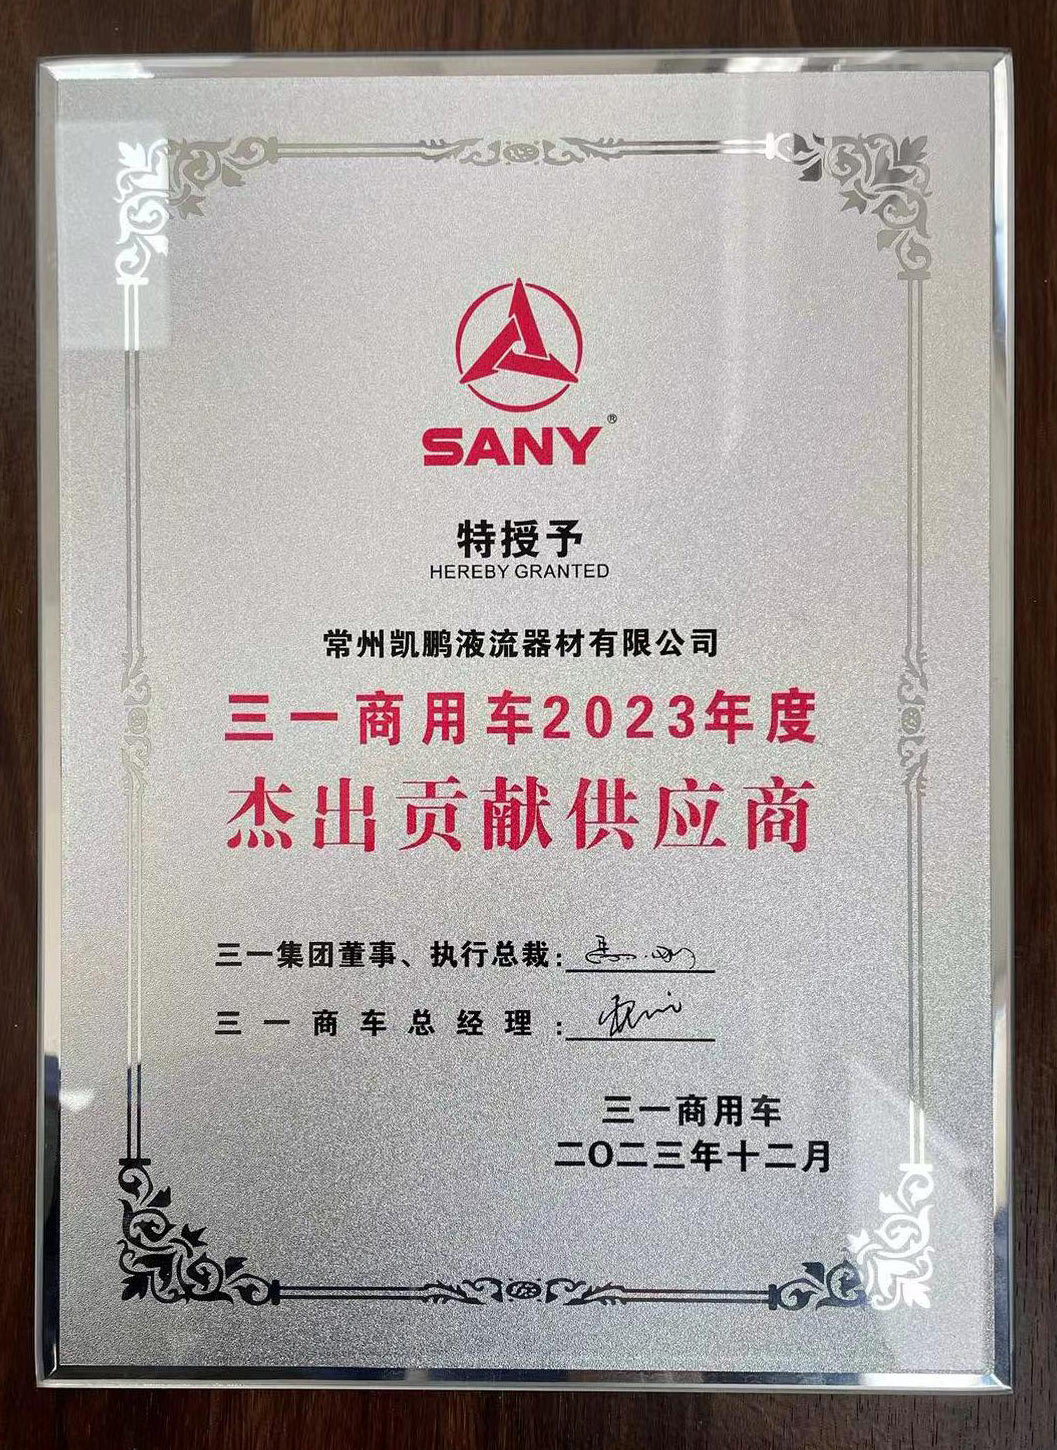 SANY®
特授予
HEREBY GRANTED
常州凯鹏液流器材有限公司
三一商用车2023年度
杰出贡献供应商
三一集团董事、执行总裁:
三一商车总经理:
三一商用车
二〇二三年十二月